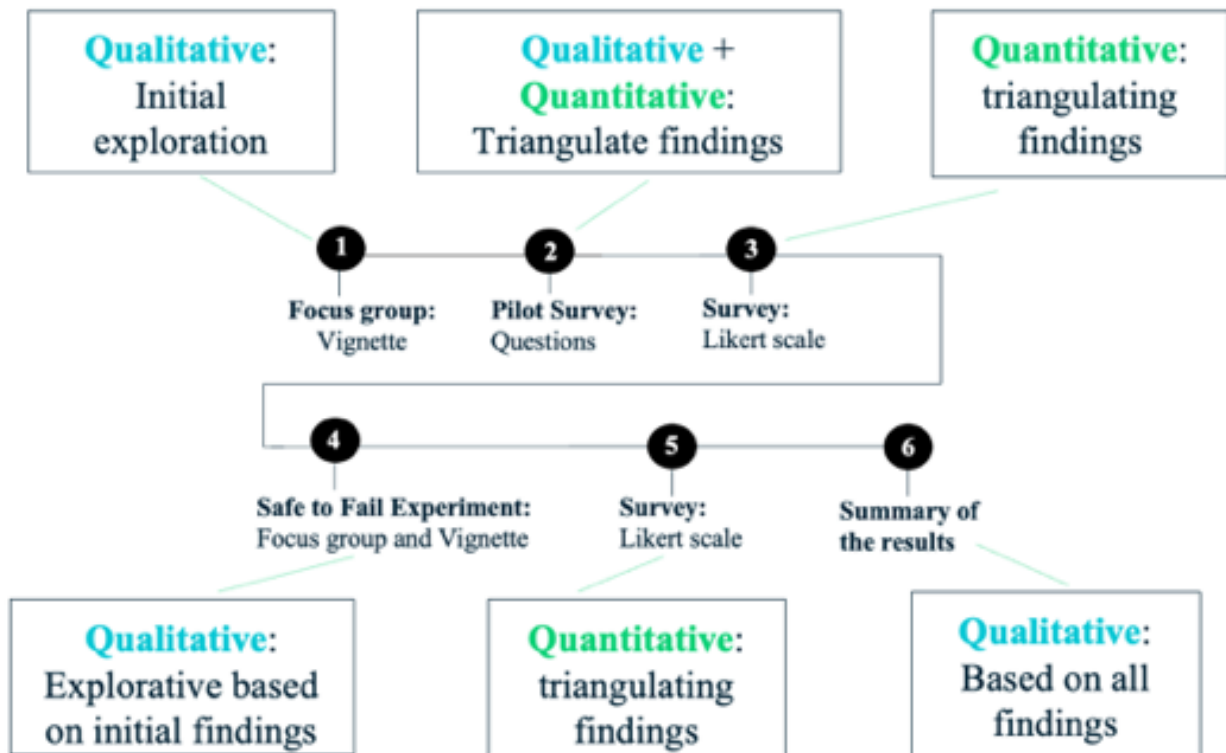 Qualitative:
Initial
exploration
Qualitative +
Quantitative:
Triangulate findings
Quantitative:
triangulating
findings
1
Focus group:
Vignette
2
Pilot Survey:
Questions
3
Survey:
Likert scale
4
Safe to Fail Experiment:
Focus group and Vignette
5
Survey:
Likert scale
6
Summary of
the results
Qualitative:
Explorative based
on initial findings
Quantitative:
triangulating
findings
Qualitative:
Based on all
findings